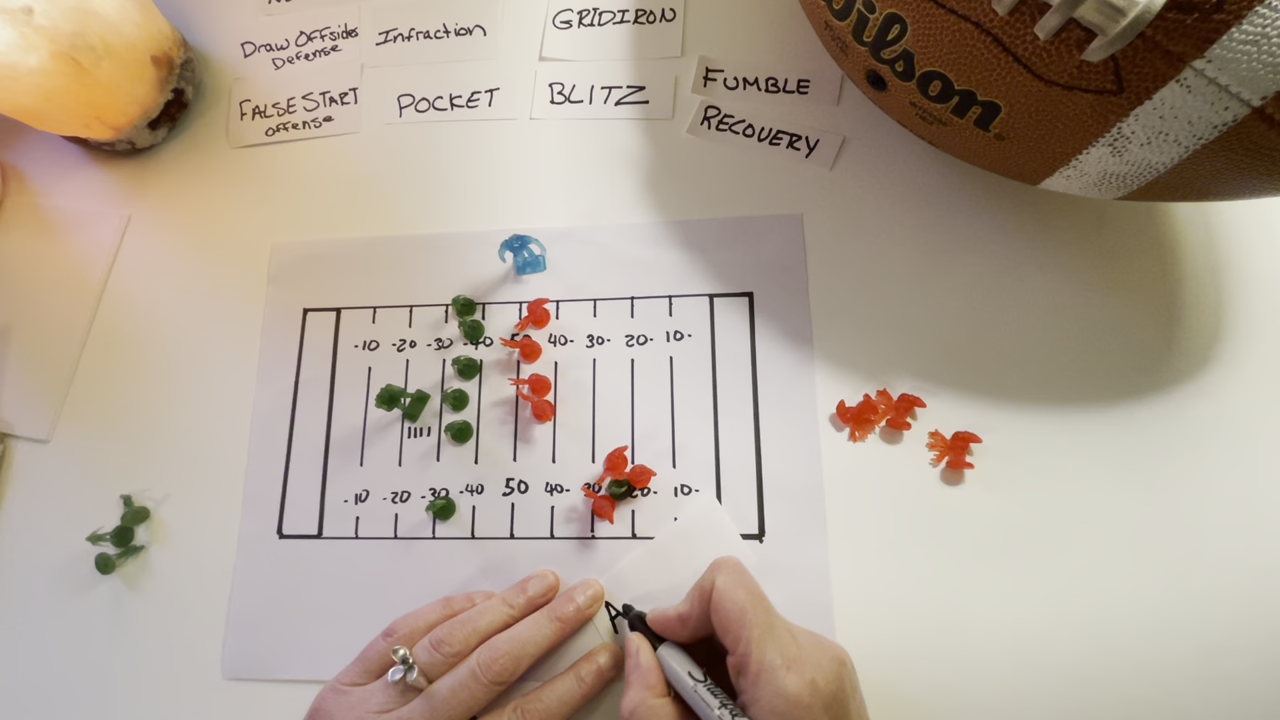 Draw Offsides
Defense
Infraction
GRIDIRON
FALSE START
offense
POCKET
BLITZ
FUMBLE
RECOVERY
Wilson
-10 -20 -30 -40 50 40- 30- 20- 10-
-10 -20 -30 -40 50 40- 30- 20- 10-
A
Sharpie